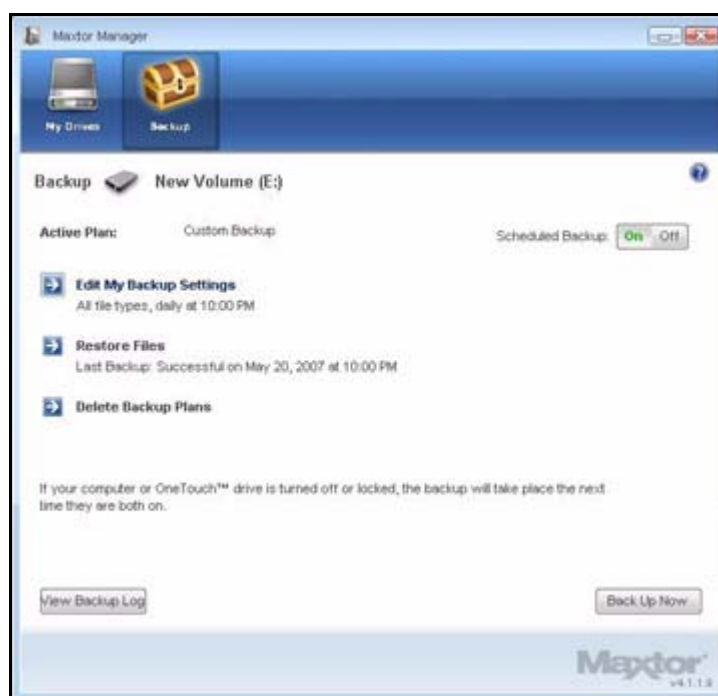 Maxtor Manager
My Drives
Backup
Backup New Volume (E:)
Active Plan: Custom Backup
Scheduled Backup: On Off
Edit My Backup Settings
All file types, daily at 10:00 PM
Restore Files
Last Backup: Successful on May 20, 2007 at 10:00 PM
Delete Backup Plans
If your computer or OneTouch™ drive is turned off or locked, the backup will take place the next
time they are both on.
View Backup Log
Back Up Now
Maxtor
v4.1.1.9